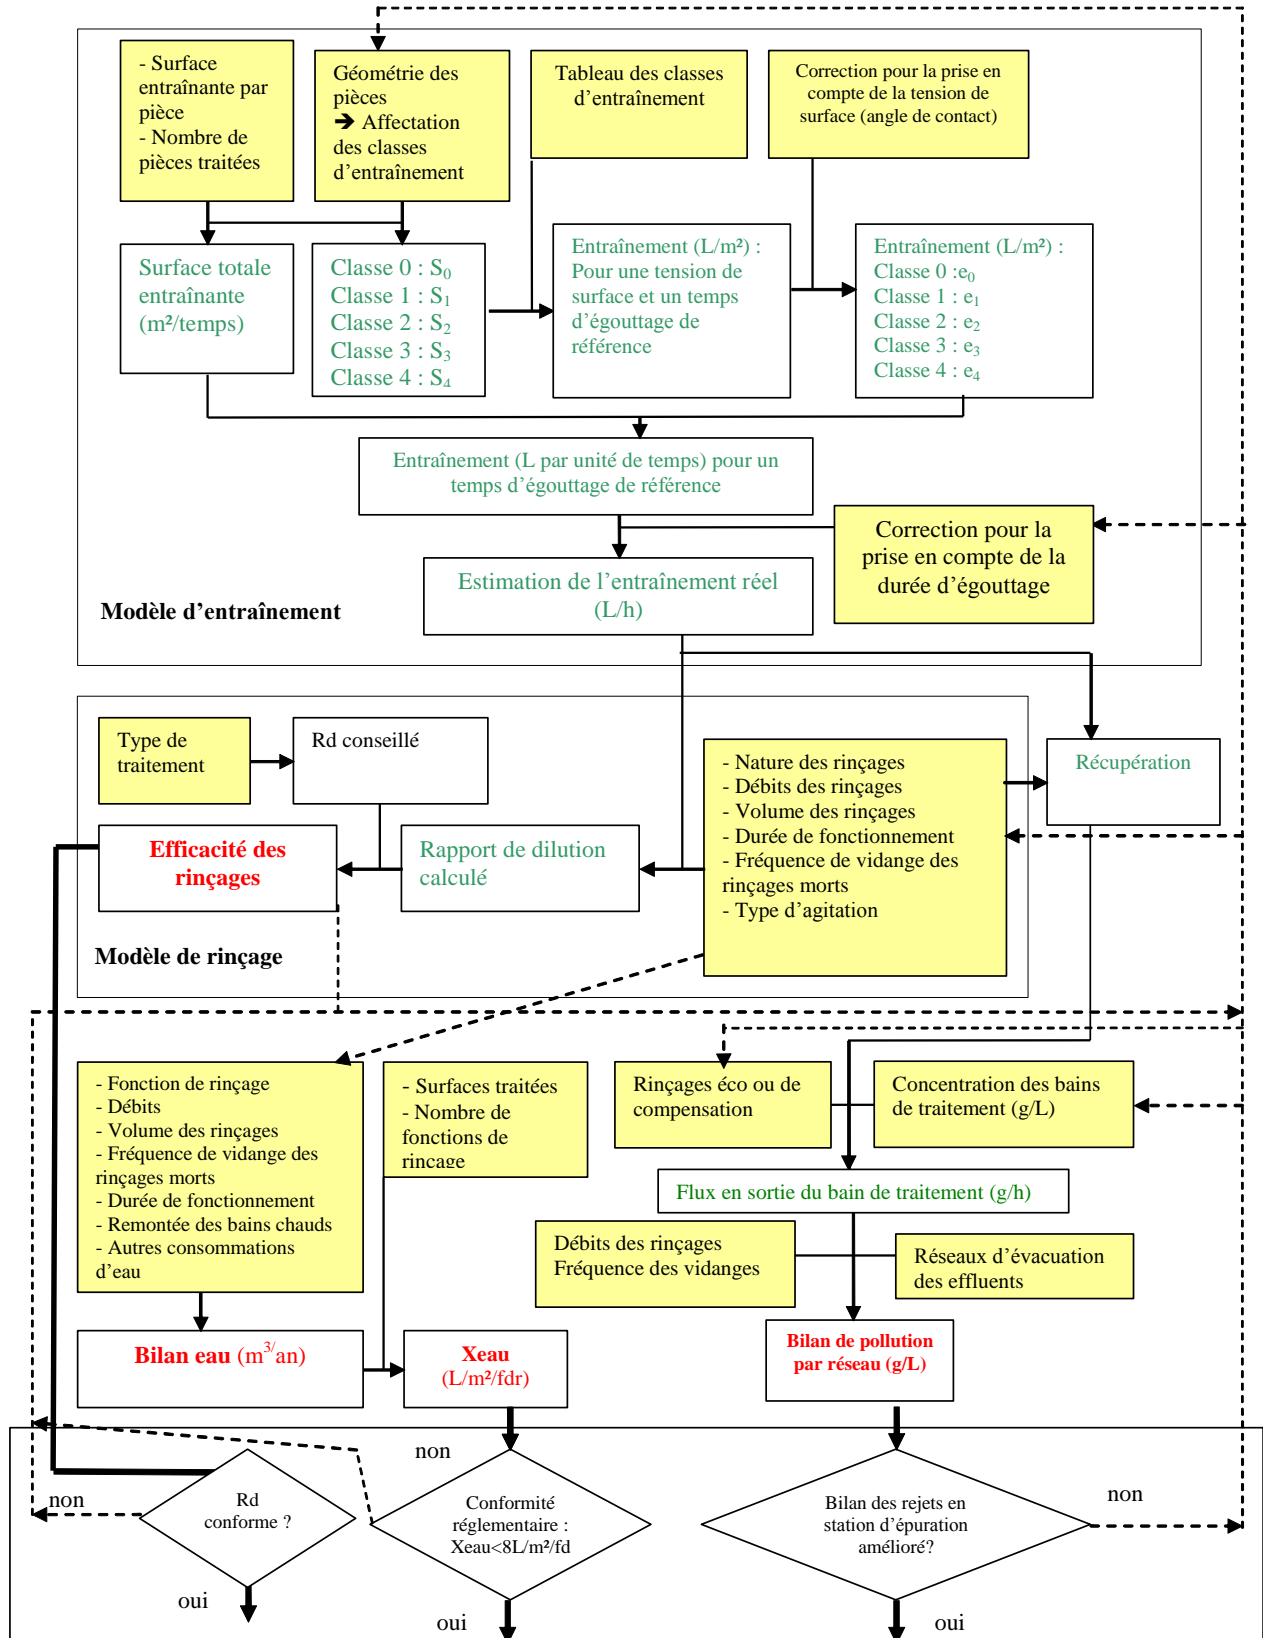 - Surface
entraînante par
pièce
- Nombre de
pièces traitées
Géométrie des
pièces
➔ Affectation
des classes
d’entraînement
Tableau des classes
d’entraînement
Correction pour la prise en
compte de la tension de
surface (angle de contact)
Surface totale
entraînante
(m²/temps)
Classe 0 : S₀
Classe 1 : S₁
Classe 2 : S₂
Classe 3 : S₃
Classe 4 : S₄
Entraînement (L/m²) :
Pour une tension de
surface et un temps
d’égouttage de
référence
Entraînement (L/m²) :
Classe 0 :e₀
Classe 1 : e₁
Classe 2 : e₂
Classe 3 : e₃
Classe 4 : e₄
Entraînement (L par unité de temps) pour un
temps d’égouttage de référence
Correction pour la
prise en compte de la
durée d’égouttage
Estimation de l’entraînement réel
(L/h)
Modèle d’entraînement
Type de
traitement
Rd conseillé
- Nature des rinçages
- Débits des rinçages
- Volume des rinçages
- Durée de fonctionnement
- Fréquence de vidange des
rinçages morts
- Type d’agitation
Récupération
Efficacité des
rinçages
Rapport de dilution
calculé
Modèle de rinçage
- Fonction de rinçage
- Débits
- Volume des rinçages
- Fréquence de vidange des
rinçages morts
- Durée de fonctionnement
- Remontée des bains chauds
- Autres consommations
d’eau
- Surfaces traitées
- Nombre de
fonctions de
rinçage
Rinçages éco ou de
compensation
Concentration des bains
de traitement (g/L)
Flux en sortie du bain de traitement (g/h)
Débits des rinçages
Fréquence des vidanges
Réseaux d’évacuation
des effluents
Bilan eau (m³/an)
Xeau
(L/m²/fdr)
Bilan de pollution
par réseau (g/L)
non
Rd
conforme ?
oui
non
Conformité
réglementaire :
Xeau<8L/m²/fd
oui
Bilan des rejets en
station d’épuration
amélioré?
non
oui